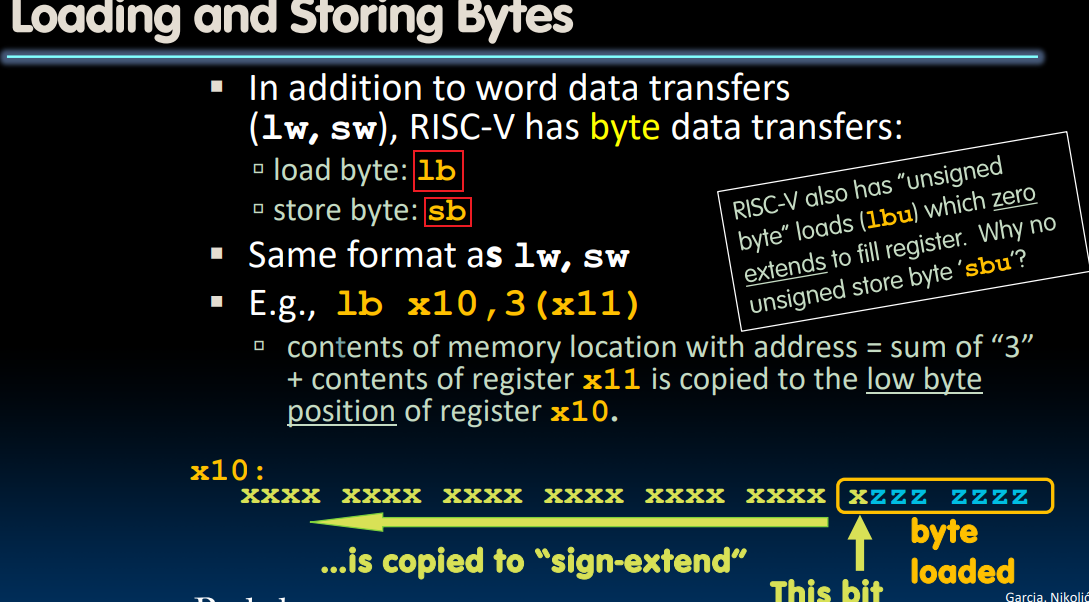 Loading and Storing Bytes
▪ In addition to word data transfers
(lw, sw), RISC-V has byte data transfers:
▫ load byte: lb
▫ store byte: sb
▪ Same format as lw, sw
▪ E.g., lb x10,3(x11)
▫ contents of memory location with address = sum of “3”
+ contents of register x11 is copied to the low byte
position of register x10.
RISC-V also has “unsigned
byte” loads (lbu) which zero
extends to fill register. Why no
unsigned store byte ‘sbu’?
x10:
xxxx xxxx xxxx xxxx xxxx xxxx xzzz zzzz
…is copied to “sign-extend”
byte
loaded
This bit
Garcia, Nikolić